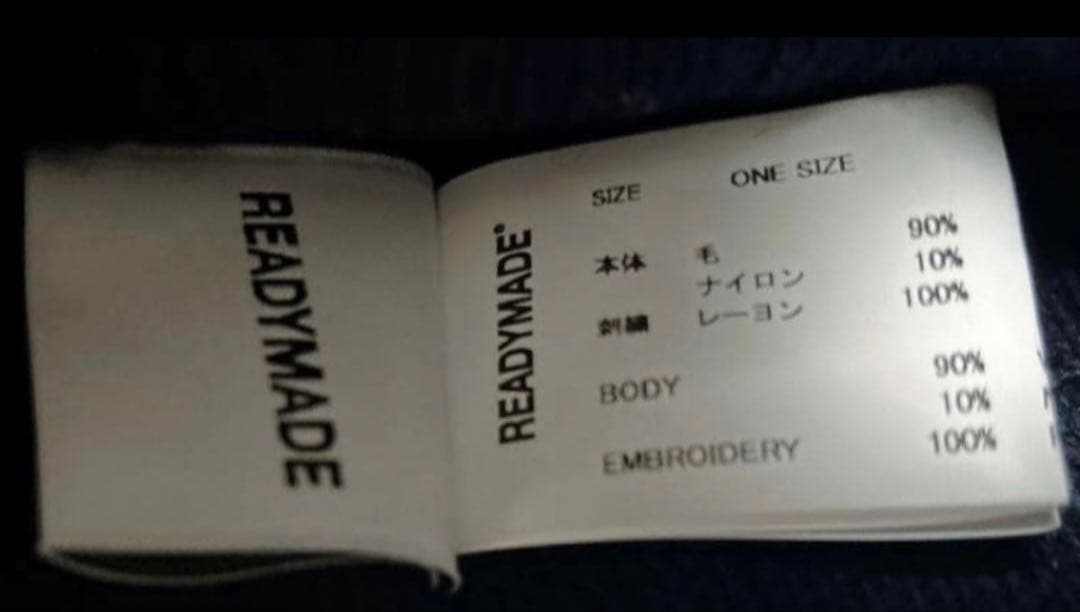 READYMADE
READYMADE®
SIZE ONE SIZE
本体 毛 90%
ナイロン 10%
刺繍 レーヨン 100%
BODY 90%
10%
EMBROIDERY 100%